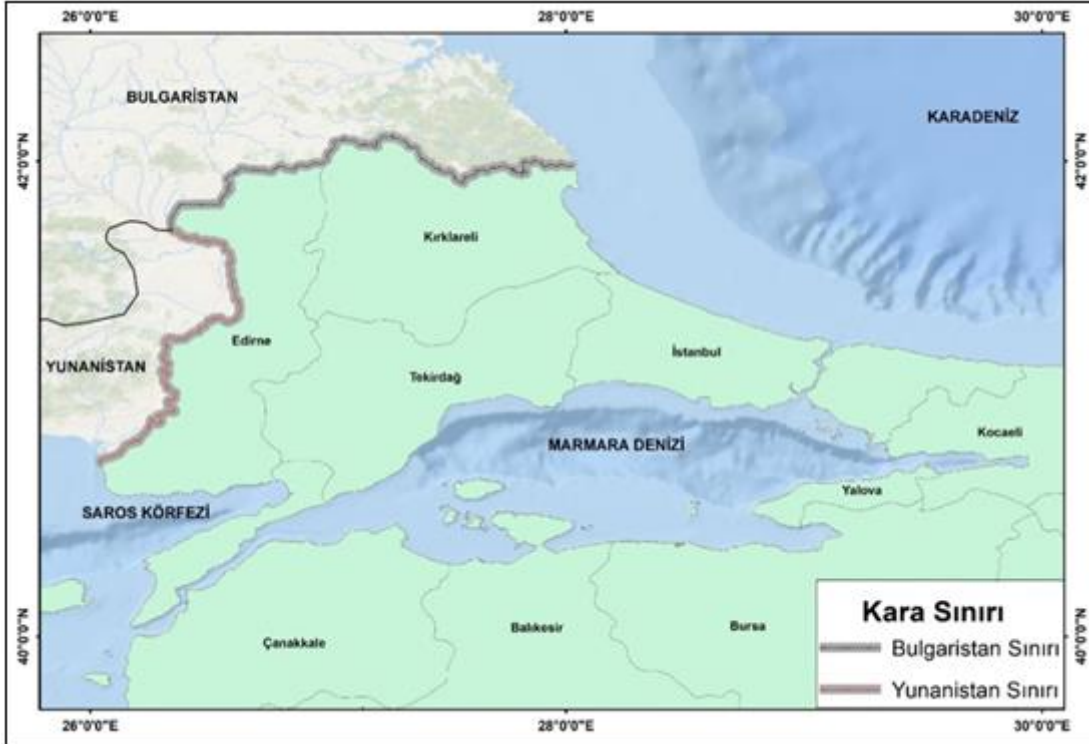 26°0'0"E 28°0'0"E 30°0'0"E
BULGARİSTAN
KARADENİZ
42°0'0"N 42°0'0"N
Kırklareli
Edirne
İstanbul
YUNANİSTAN
Tekirdağ
Kocaeli
MARMARA DENİZİ
Yalova
SAROS KÖRFEZİ
Kara Sınırı
40°0'0"N 40°0'0"N
Çanakkale Balıkesir Bursa
Bulgaristan Sınırı
Yunanistan Sınırı
26°0'0"E 28°0'0"E 30°0'0"E